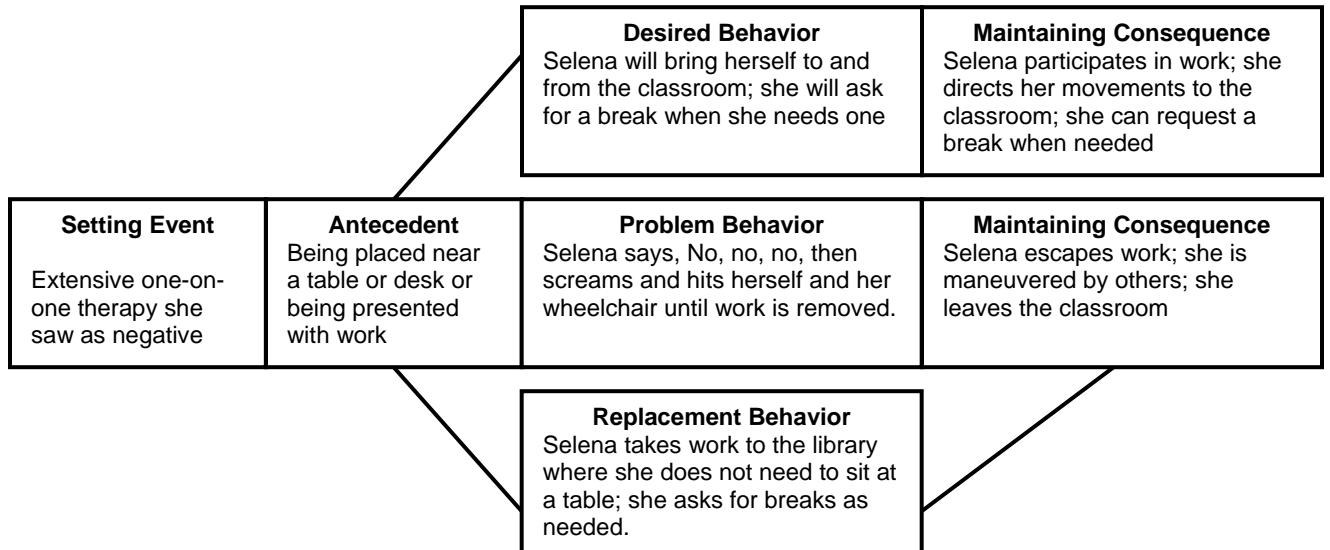 Desired Behavior
Selena will bring herself to and
from the classroom; she will ask
for a break when she needs one
Maintaining Consequence
Selena participates in work; she
directs her movements to the
classroom; she can request a
break when needed
Setting Event
Extensive one-on-
one therapy she
saw as negative
Antecedent
Being placed near
a table or desk or
being presented
with work
Problem Behavior
Selena says, No, no, no, then
screams and hits herself and her
wheelchair until work is removed.
Maintaining Consequence
Selena escapes work; she is
maneuvered by others; she
leaves the classroom
Replacement Behavior
Selena takes work to the library
where she does not need to sit at
a table; she asks for breaks as
needed.